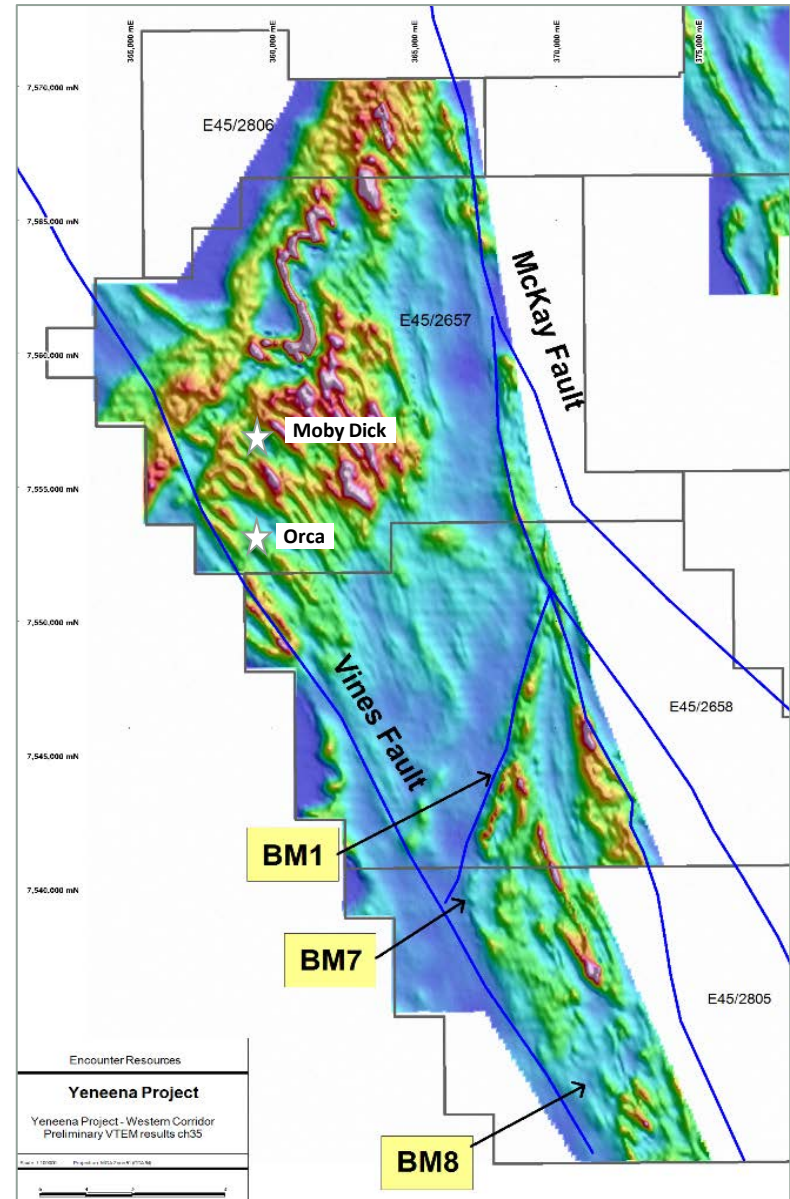 355,000 mE
360,000 mE
365,000 mE
370,000 mE
375,000 mE
7,570,000 mN
E45/2806
7,565,000 mN
McKay Fault
E45/2657
7,560,000 mN
Moby Dick
7,555,000 mN
Orca
7,550,000 mN
Vines Fault
E45/2658
7,545,000 mN
BM1
7,540,000 mN
BM7
E45/2805
BM8
Encounter Resources
Yeneena Project
Yeneena Project - Western Corridor
Preliminary VTEM results ch35